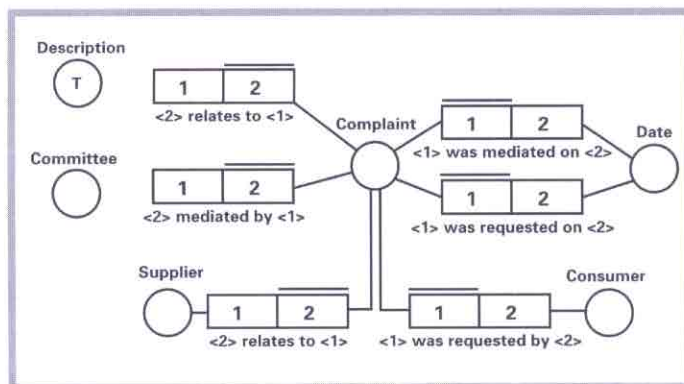 Description
T
1 2
<2> relates to <1>
Complaint
1 2
<1> was mediated on <2>
Date
Committee
1 2
<2> mediated by <1>
1 2
<1> was requested on <2>
Supplier
1 2
<2> relates to <1>
Consumer
1 2
<1> was requested by <2>